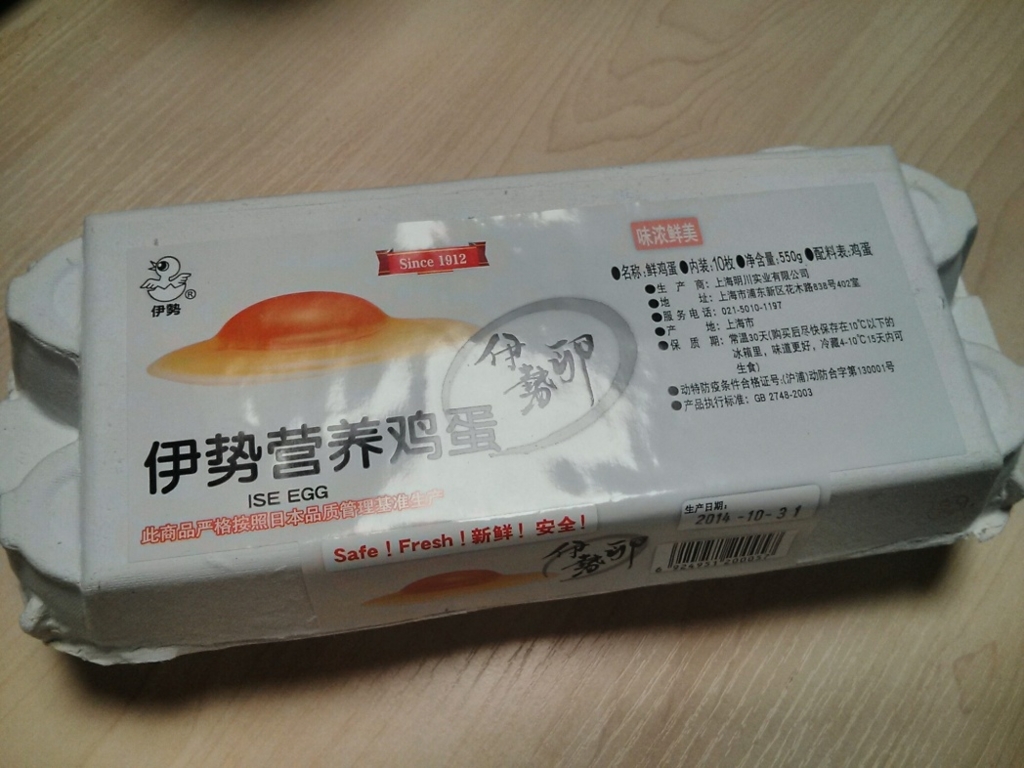 伊势
®
Since 1912
伊勢卵
伊势营养鸡蛋
ISE EGG
此商品严格按照日本品质管理基准生产
味浓鲜美
●名称:鲜鸡蛋 ●内装:10枚 ●净含量:550g ●配料表:鸡蛋
●生 产 商: 上海明川实业有限公司
●地 址: 上海市浦东新区花木路838号402室
●服务电话: 021-5010-1197
●产 地: 上海市
●保 质 期: 常温30天(购买后尽快保存在10℃以下的
冰箱里，味道更好，冷藏4-10℃15天内可
生食)
●动物防疫条件合格证号:(沪浦)动防合字第130001号
●产品执行标准: GB 2748-2003
Safe！Fresh！新鲜！安全！
伊勢卵
生产日期:
2014 -10- 3 1